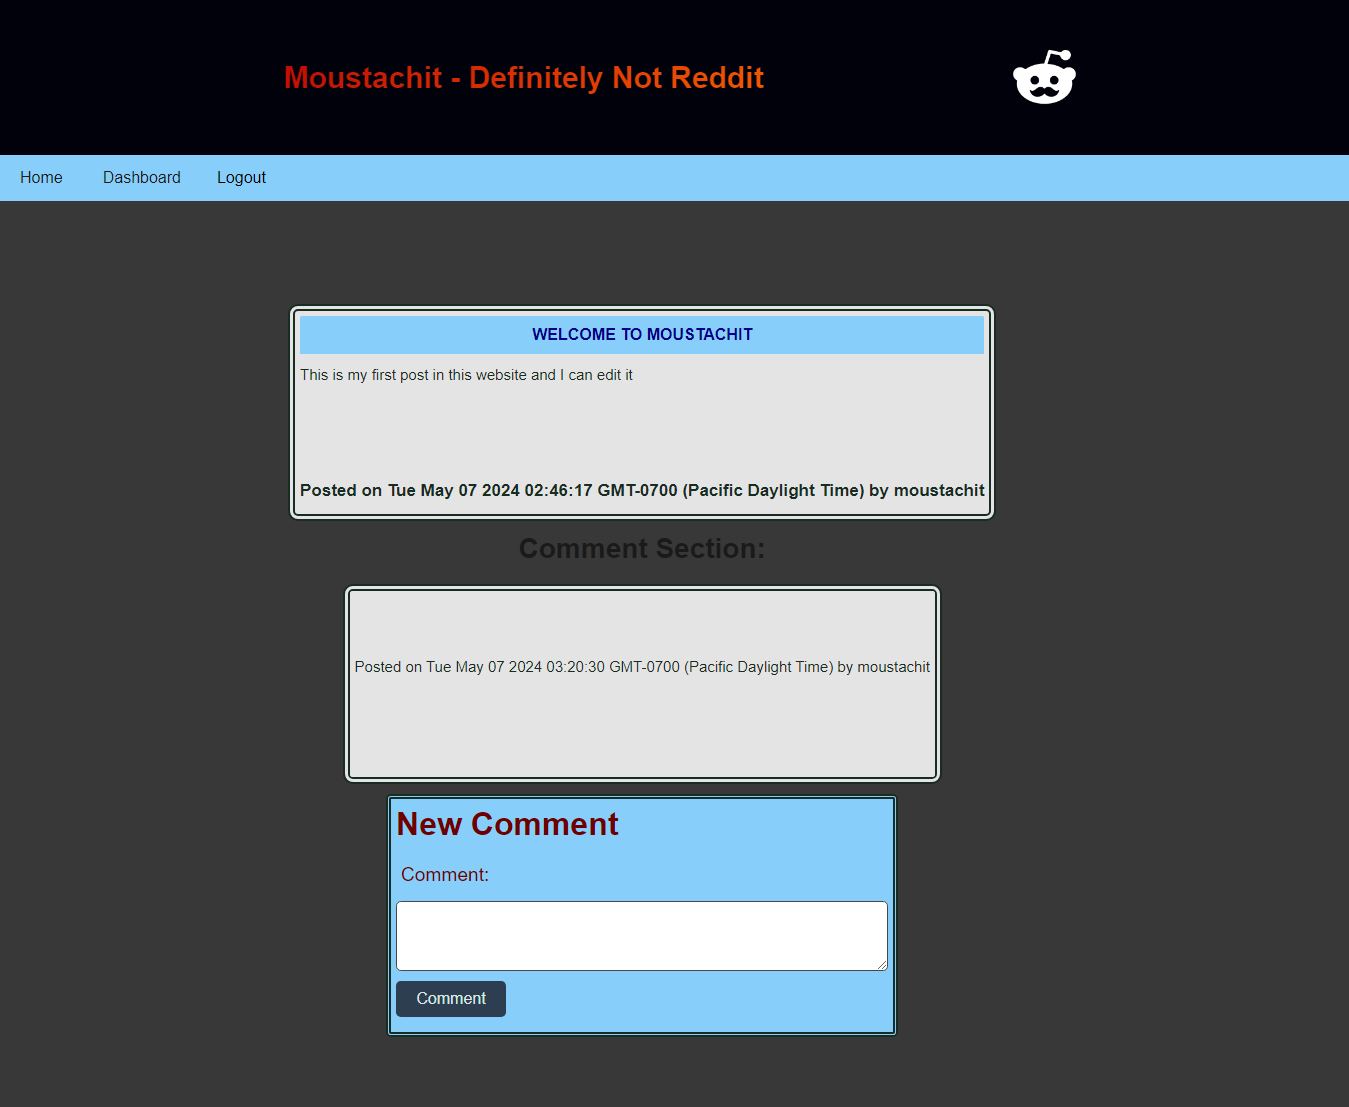 Moustachit - Definitely Not Reddit
Home Dashboard Logout
WELCOME TO MOUSTACHIT
This is my first post in this website and I can edit it
Posted on Tue May 07 2024 02:46:17 GMT-0700 (Pacific Daylight Time) by moustachit
Comment Section:
Posted on Tue May 07 2024 03:20:30 GMT-0700 (Pacific Daylight Time) by moustachit
New Comment
Comment:
Comment